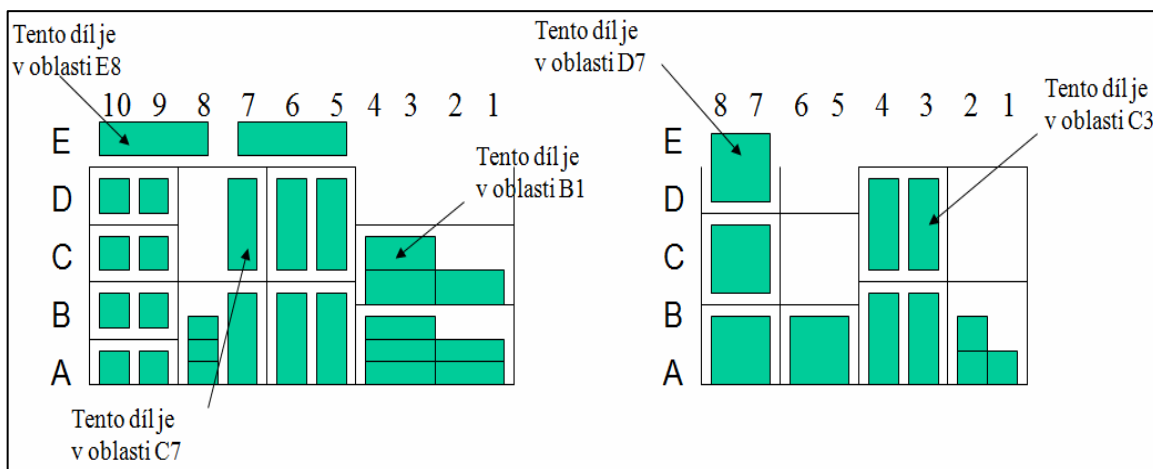 Tento díl je
v oblasti E8
10 9 8 7 6 5 4 3 2 1
E
D
C
B
A
Tento díl je
v oblasti B1
Tento díl je
v oblasti C7
Tento díl je
v oblasti D7
8 7 6 5 4 3 2 1
E
D
C
B
A
Tento díl je
v oblasti C3